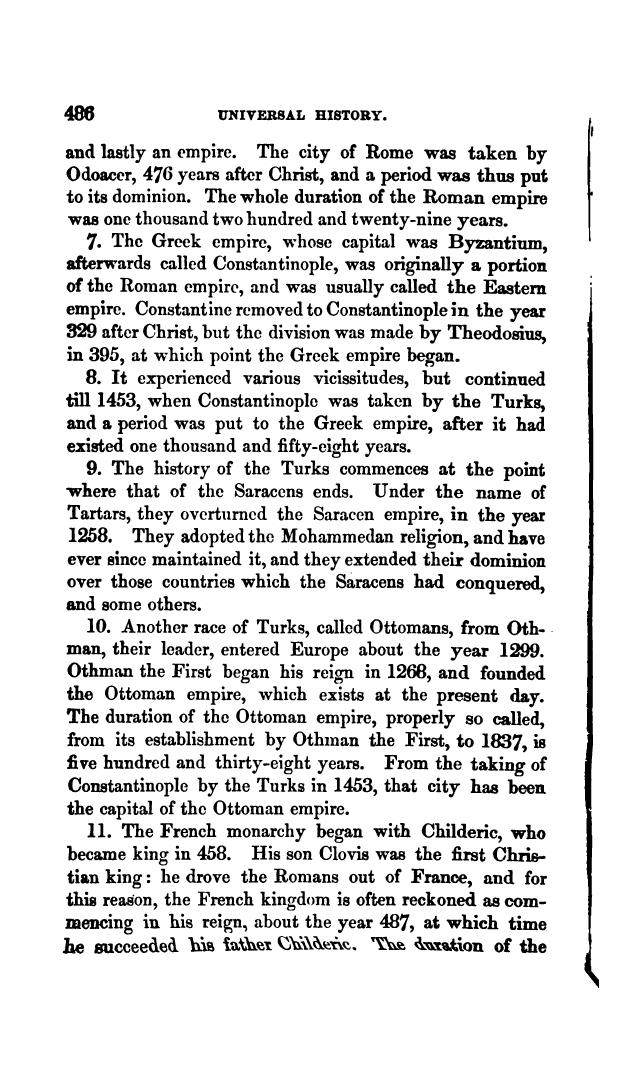 486 UNIVERSAL HISTORY.
and lastly an empire. The city of Rome was taken by
Odoacer, 476 years after Christ, and a period was thus put
to its dominion. The whole duration of the Roman empire
was one thousand two hundred and twenty-nine years.
7. The Greek empire, whose capital was Byzantium,
afterwards called Constantinople, was originally a portion
of the Roman empire, and was usually called the Eastern
empire. Constantine removed to Constantinople in the year
329 after Christ, but the division was made by Theodosius,
in 395, at which point the Greek empire began.
8. It experienced various vicissitudes, but continued
till 1453, when Constantinople was taken by the Turks,
and a period was put to the Greek empire, after it had
existed one thousand and fifty-eight years.
9. The history of the Turks commences at the point
where that of the Saracens ends. Under the name of
Tartars, they overturned the Saracen empire, in the year
1258. They adopted the Mohammedan religion, and have
ever since maintained it, and they extended their dominion
over those countries which the Saracens had conquered,
and some others.
10. Another race of Turks, called Ottomans, from Oth-
man, their leader, entered Europe about the year 1299.
Othman the First began his reign in 1268, and founded
the Ottoman empire, which exists at the present day.
The duration of the Ottoman empire, properly so called,
from its establishment by Othman the First, to 1837, is
five hundred and thirty-eight years. From the taking of
Constantinople by the Turks in 1453, that city has been
the capital of the Ottoman empire.
11. The French monarchy began with Childeric, who
became king in 458. His son Clovis was the first Chris-
tian king: he drove the Romans out of France, and for
this reason, the French kingdom is often reckoned as com-
mencing in his reign, about the year 487, at which time
he succeeded his father Childeric. The duration of the